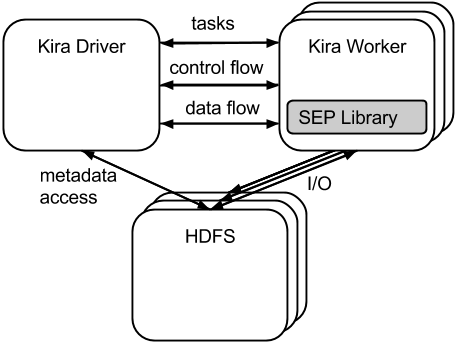 Kira Driver
tasks
control flow
data flow
Kira Worker
SEP Library
metadata
access
I/O
HDFS